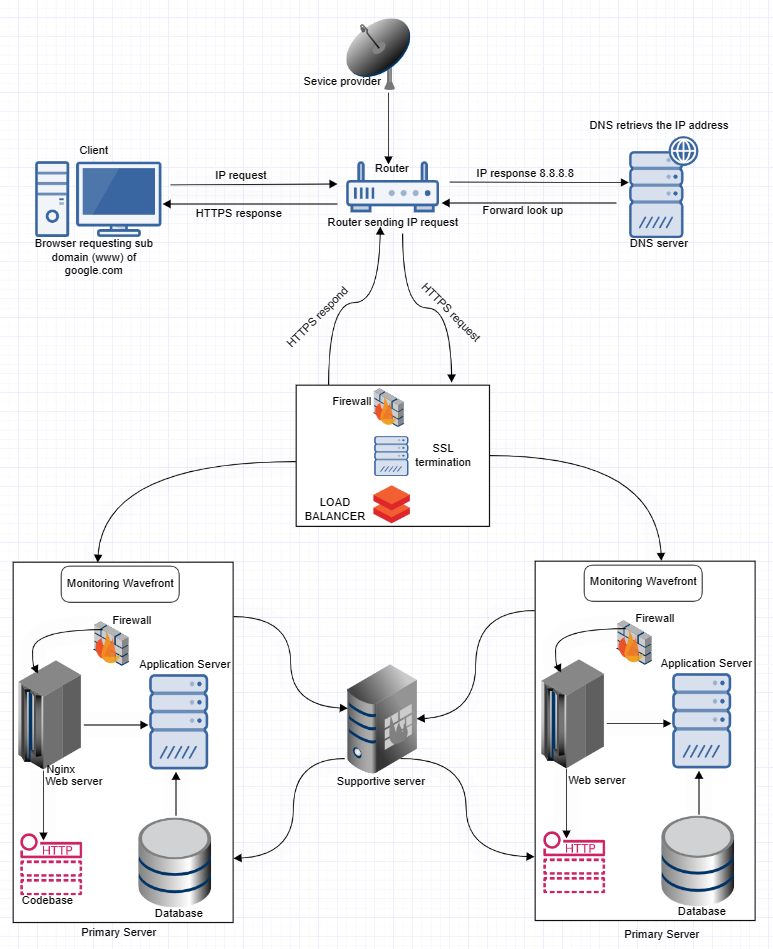 Sevice provider
DNS retrievs the IP address
Client
Router
IP request
IP response 8.8.8.8
HTTPS response
Forward look up
Router sending IP request
Browser requesting sub
domain (www) of
google.com
DNS server
HTTPS respond
HTTPS request
Firewall
SSL
termination
LOAD
BALANCER
Monitoring Wavefront
Firewall
Application Server
Nginx
Web server
HTTP
Codebase
Database
Primary Server
Supportive server
Monitoring Wavefront
Firewall
Application Server
Web server
HTTP
Database
Primary Server